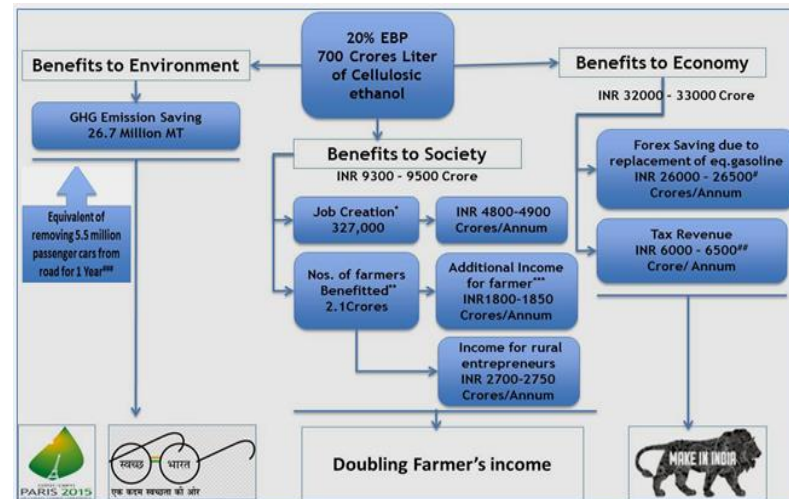 20% EBP
700 Crores Liter
of Cellulosic
ethanol
Benefits to Environment
GHG Emission Saving
26.7 Million MT
Equivalent of
removing 5.5 million
passenger cars from
road for 1 Year###
Benefits to Society
INR 9300 - 9500 Crore
Job Creation*
327,000
INR 4800-4900
Crores/Annum
Nos. of farmers
Benefitted**
2.1Crores
Additional Income
for farmer***
INR1800-1850
Crores/Annum
Income for rural
entrepreneurs
INR 2700-2750
Crores/Annum
Benefits to Economy
INR 32000 - 33000 Crore
Forex Saving due to
replacement of eq.gasoline
INR 26000 - 26500#
Crores/Annum
Tax Revenue
INR 6000 - 6500##
Crore/ Annum
PARIS 2015
स्वच्छ भारत
एक कदम स्वच्छता की ओर
Doubling Farmer's income
MAKE IN INDIA